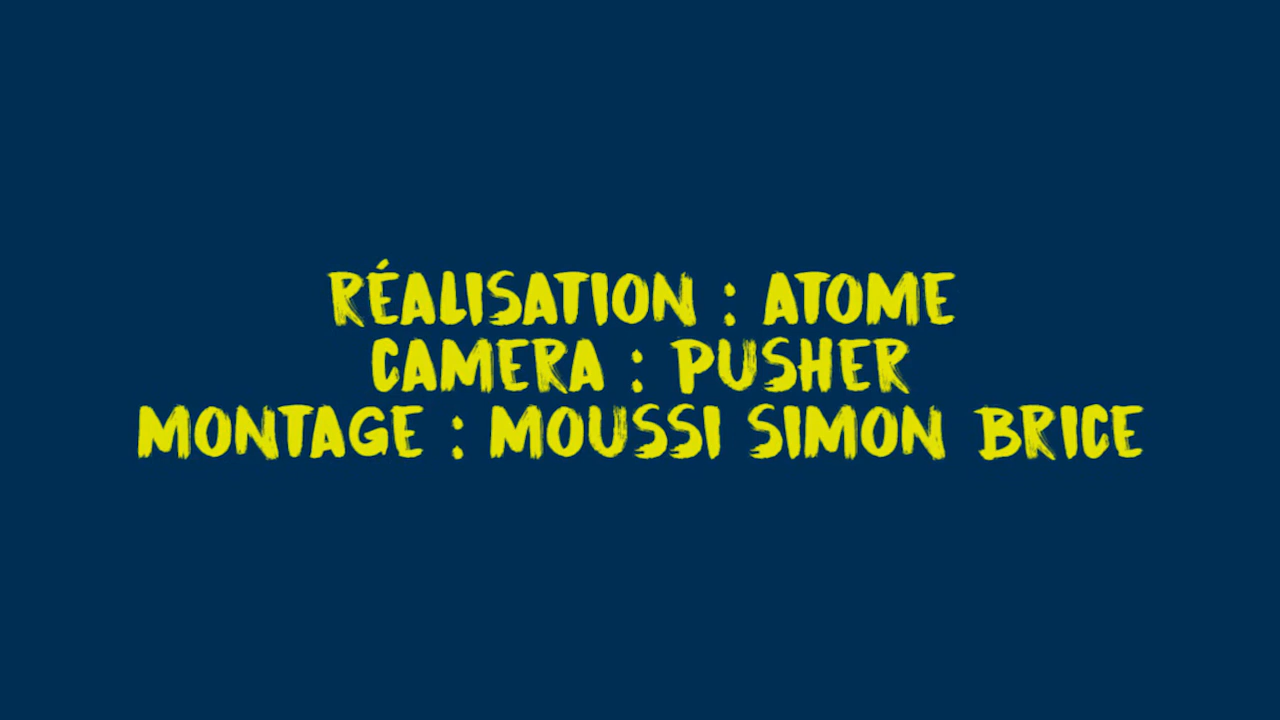 RÉALISATION : ATOME
CAMERA : PUSHER
MONTAGE : MOUSSI SIMON BRICE